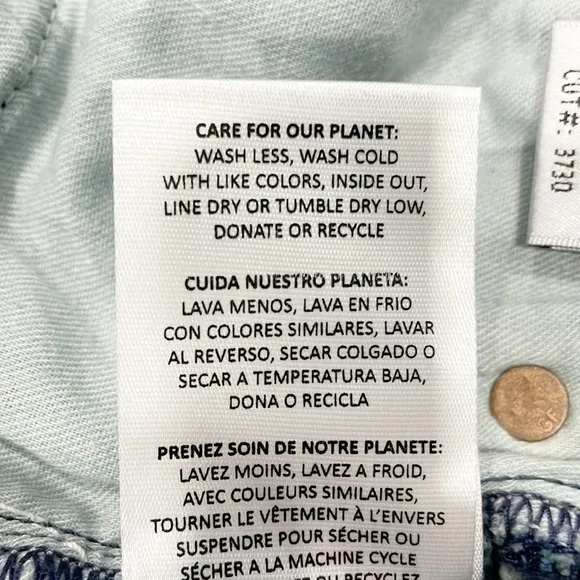 CARE FOR OUR PLANET:
WASH LESS, WASH COLD
WITH LIKE COLORS, INSIDE OUT,
LINE DRY OR TUMBLE DRY LOW,
DONATE OR RECYCLE
CUIDA NUESTRO PLANETA:
LAVA MENOS, LAVA EN FRIO
CON COLORES SIMILARES, LAVAR
AL REVERSO, SECAR COLGADO O
SECAR A TEMPERATURA BAJA,
DONA O RECICLA
PRENEZ SOIN DE NOTRE PLANETE:
LAVEZ MOINS, LAVEZ A FROID,
AVEC COULEURS SIMILAIRES,
TOURNER LE VÊTEMENT À L'ENVERS
SUSPENDRE POUR SÉCHER OU
SÉCHER A LA MACHINE CYCLE
OU RECYCLEZ
CUT#: 3730
GF